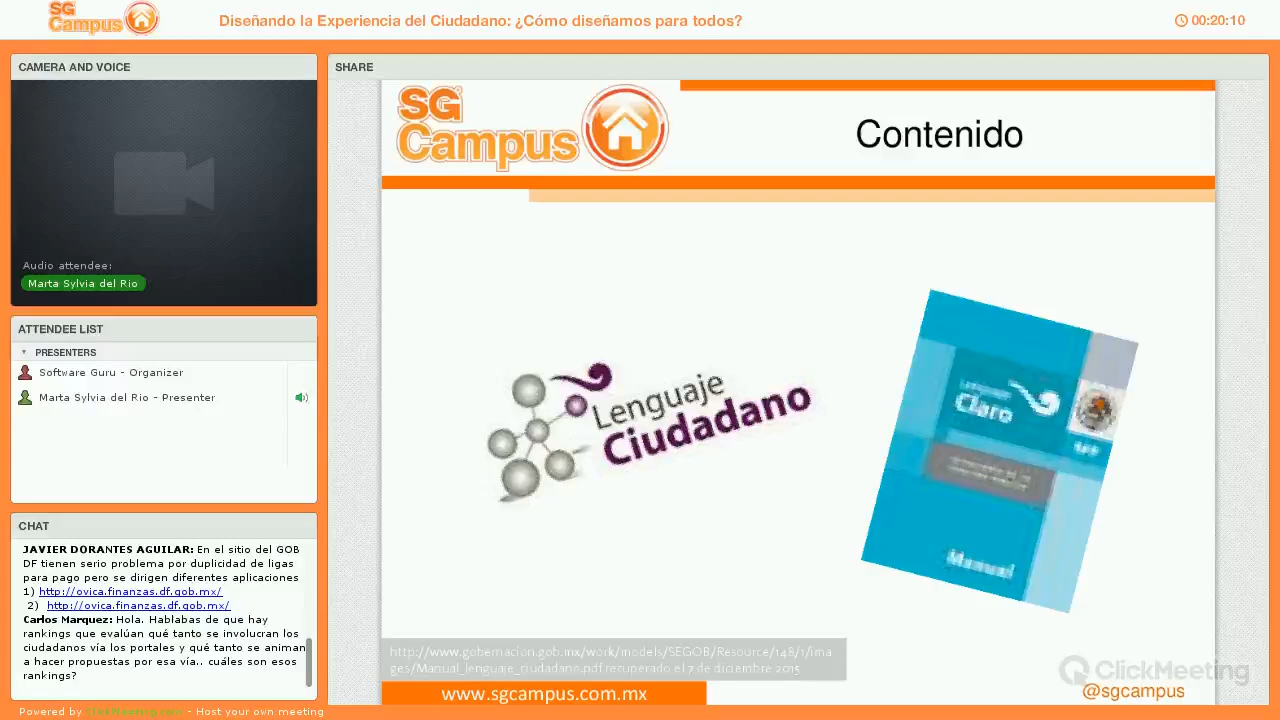 SG
Campus
Diseñando la Experiencia del Ciudadano: ¿Cómo diseñamos para todos?
00:20:10
CAMERA AND VOICE
Audio attendee:
Marta Sylvia del Rio
ATTENDEE LIST
PRESENTERS
Software Guru - Organizer
Marta Sylvia del Rio - Presenter
CHAT
JAVIER DORANTES AGUILAR: En el sitio del GOB
DF tienen serio problema por duplicidad de ligas
para pago pero se dirigen diferentes aplicaciones
1) http://ovica.finanzas.df.gob.mx/
2) http://ovica.finanzas.df.gob.mx/
Carlos Marquez: Hola. Hablabas de que hay
rankings que evalúan qué tanto se involucran los
ciudadanos vía los portales y qué tanto se animan
a hacer propuestas por esa vía.. cuáles son esos
rankings?
Powered by ClickMeeting.com - Host your own meeting
SHARE
SG
Campus
Contenido
Lenguaje
Ciudadano
Claro
Manual
http://www.gobernacion.gob.mx/work/models/SEGOB/Resource/148/1/ima
ges/Manual_lenguaje_ciudadano.pdf recuperado el 7 de diciembre 2015
www.sgcampus.com.mx
ClickMeeting
@sgcampus